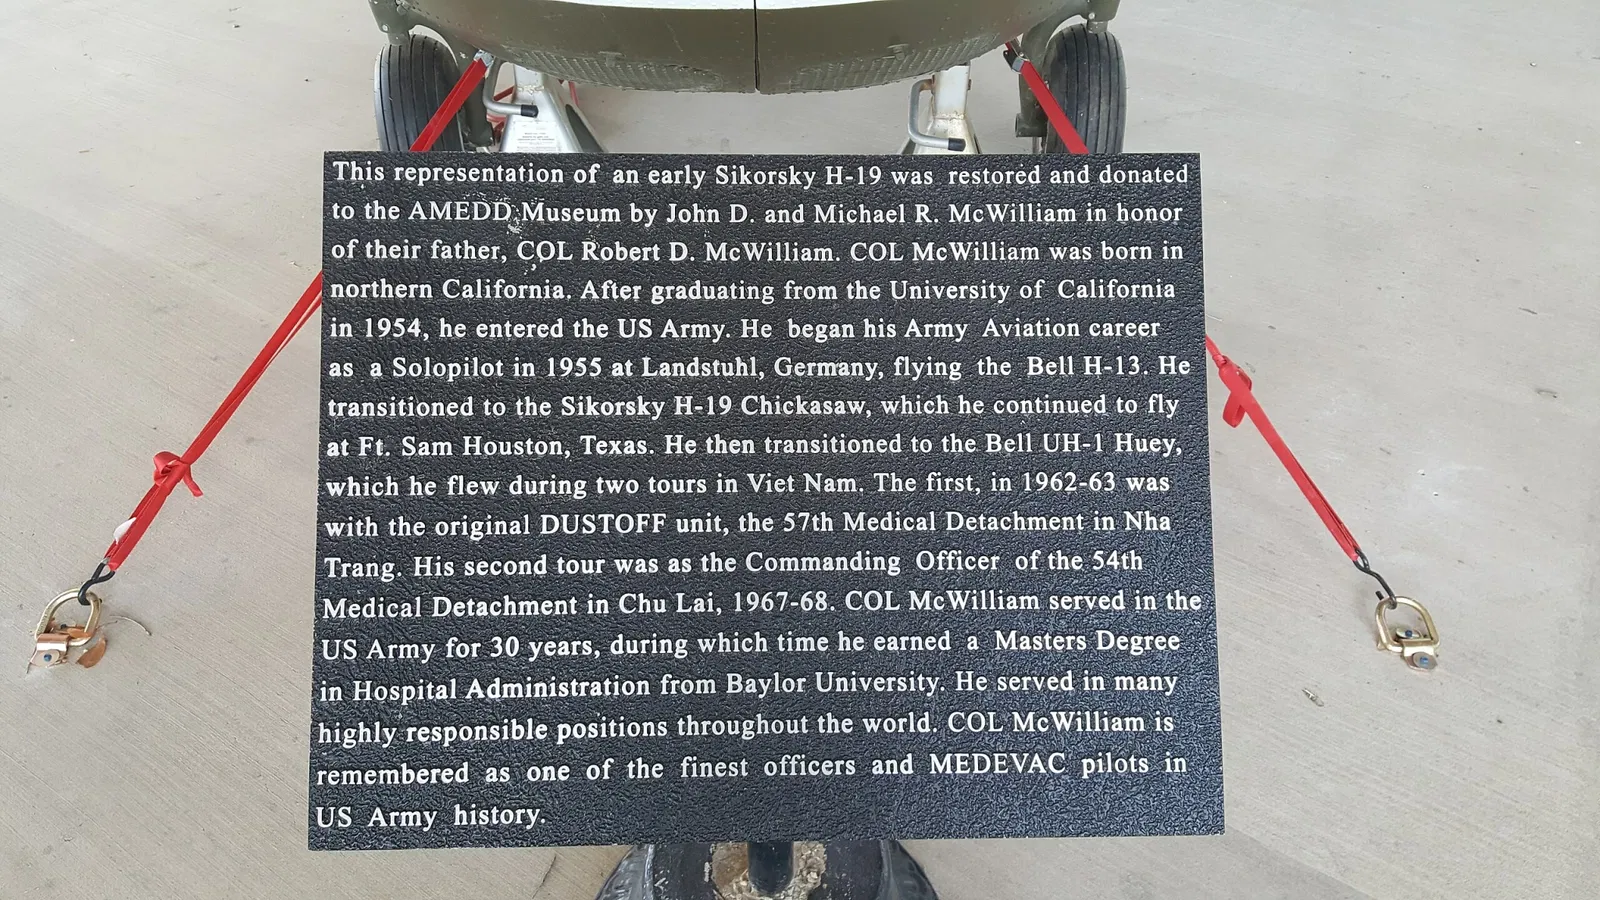 This representation of an early Sikorsky H-19 was restored and donated
to the AMEDD Museum by John D. and Michael R. McWilliam in honor
of their father, COL Robert D. McWilliam. COL McWilliam was born in
northern California. After graduating from the University of California
in 1954, he entered the US Army. He began his Army Aviation career
as a Solopilot in 1955 at Landstuhl, Germany, flying the Bell H-13. He
transitioned to the Sikorsky H-19 Chickasaw, which he continued to fly
at Ft. Sam Houston, Texas. He then transitioned to the Bell UH-1 Huey,
which he flew during two tours in Viet Nam. The first, in 1962-63 was
with the original DUSTOFF unit, the 57th Medical Detachment in Nha
Trang. His second tour was as the Commanding Officer of the 54th
Medical Detachment in Chu Lai, 1967-68. COL McWilliam served in the
US Army for 30 years, during which time he earned a Masters Degree
in Hospital Administration from Baylor University. He served in many
highly responsible positions throughout the world. COL McWilliam is
remembered as one of the finest officers and MEDEVAC pilots in
US Army history.